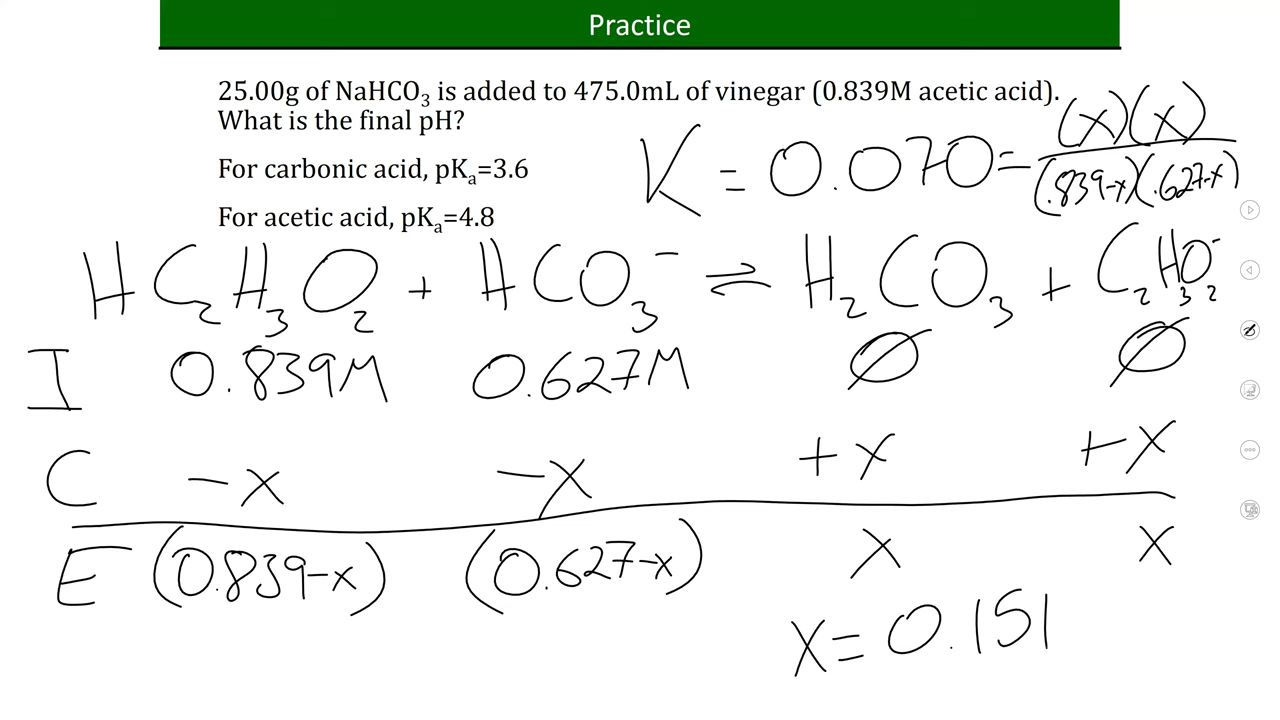 Practice
25.00g of NaHCO₃ is added to 475.0mL of vinegar (0.839M acetic acid).
What is the final pH?
For carbonic acid, pKₐ=3.6
For acetic acid, pKₐ=4.8
K = 0.070 = (x)(x) / (.839-x)(.627-x)
HC₂H₃O₂ + HCO₃⁻ ⇌ H₂CO₃ + C₂H₃O₂⁻
I 0.839M 0.627M ∅ ∅
C -x -x +x +x
E (0.839-x) (0.627-x) x x
x = 0.151